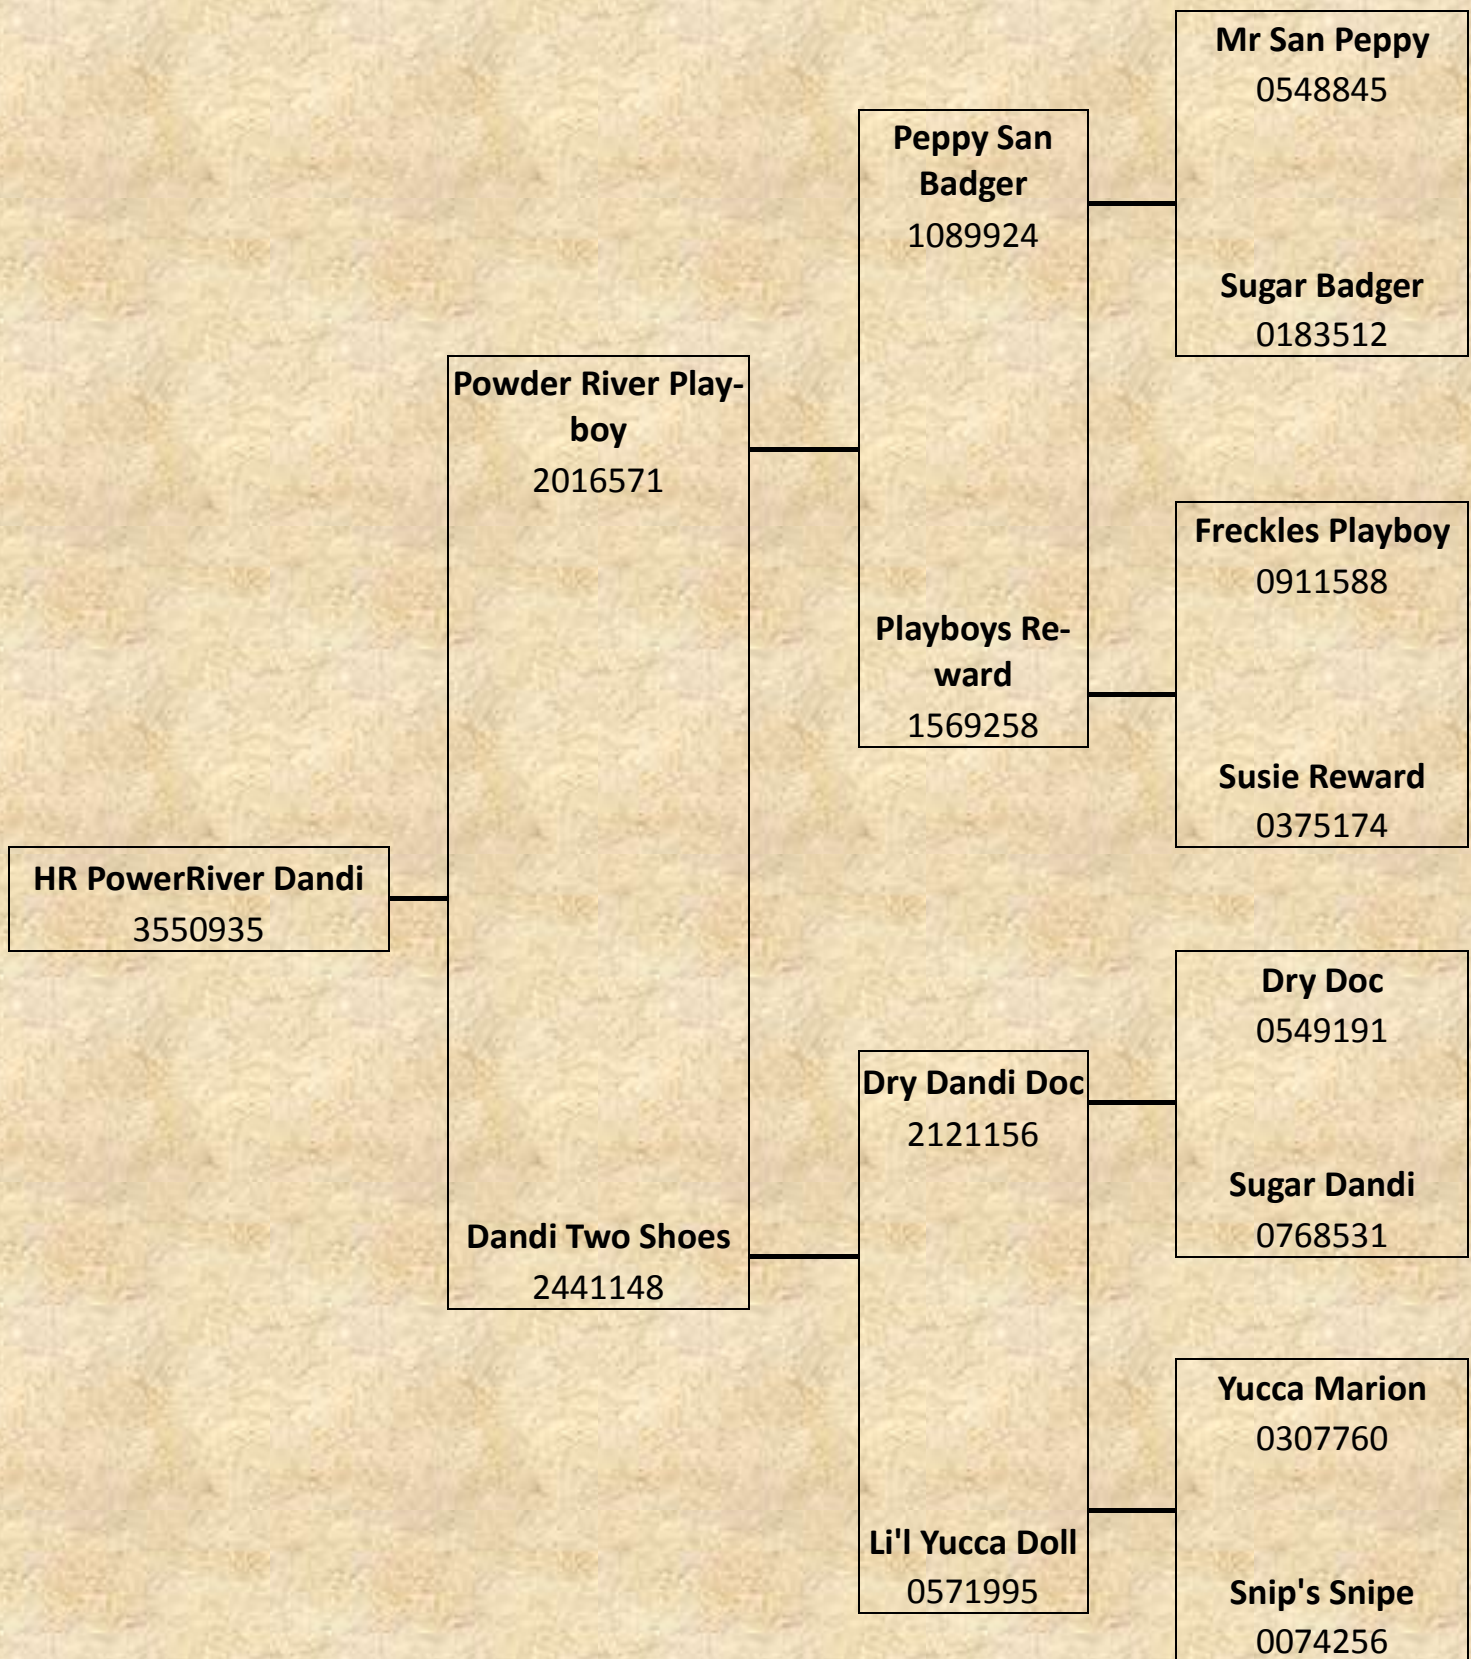 Mr San Peppy
0548845
Peppy San
Badger
1089924
Sugar Badger
0183512
Powder River Play-
boy
2016571
Freckles Playboy
0911588
Playboys Re-
ward
1569258
Susie Reward
0375174
HR PowerRiver Dandi
3550935
Dry Doc
0549191
Dry Dandi Doc
2121156
Sugar Dandi
0768531
Dandi Two Shoes
2441148
Yucca Marion
0307760
Li'l Yucca Doll
0571995
Snip's Snipe
0074256